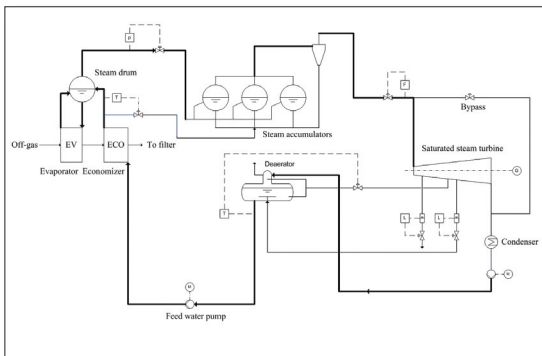 P
Steam drum
T
F
Bypass
Steam accumulators
Off-gas
EV
ECO
To filter
Evaporator
Economizer
Deaerator
Saturated steam turbine
G
T
L
L
Condenser
M
M
Feed water pump